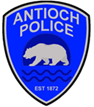 ANTIOCH
POLICE
EST 1872